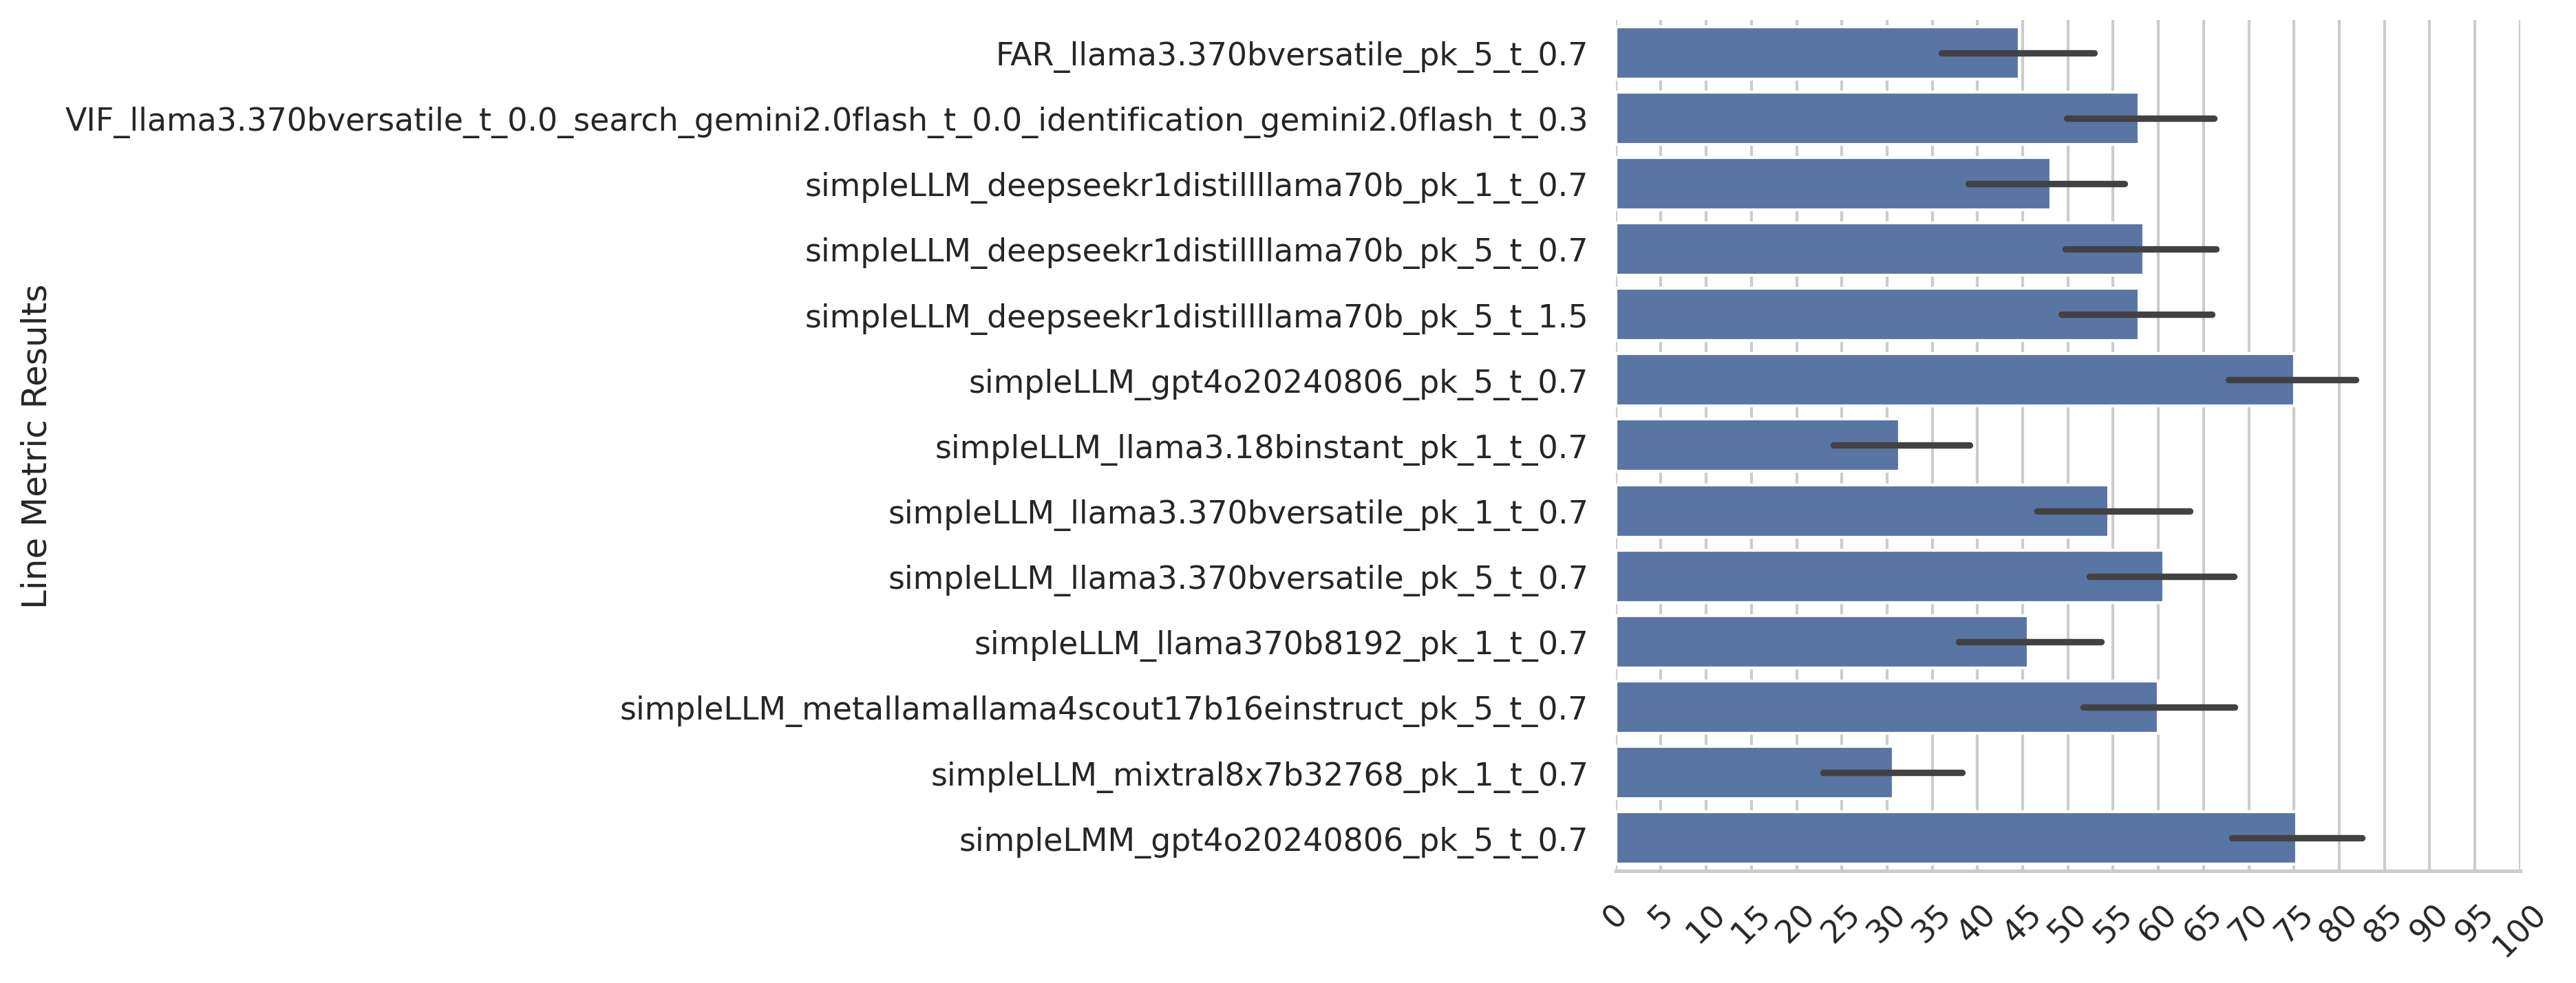 Line Metric Results
FAR_llama3.370bversatile_pk_5_t_0.7
VIF_llama3.370bversatile_t_0.0_search_gemini2.0flash_t_0.0_identification_gemini2.0flash_t_0.3
simpleLLM_deepseekr1distillllama70b_pk_1_t_0.7
simpleLLM_deepseekr1distillllama70b_pk_5_t_0.7
simpleLLM_deepseekr1distillllama70b_pk_5_t_1.5
simpleLLM_gpt4o20240806_pk_5_t_0.7
simpleLLM_llama3.18binstant_pk_1_t_0.7
simpleLLM_llama3.370bversatile_pk_1_t_0.7
simpleLLM_llama3.370bversatile_pk_5_t_0.7
simpleLLM_llama370b8192_pk_1_t_0.7
simpleLLM_metallamallama4scout17b16einstruct_pk_5_t_0.7
simpleLLM_mixtral8x7b32768_pk_1_t_0.7
simpleLMM_gpt4o20240806_pk_5_t_0.7
0 5 10 15 20 25 30 35 40 45 50 55 60 65 70 75 80 85 90 95 100